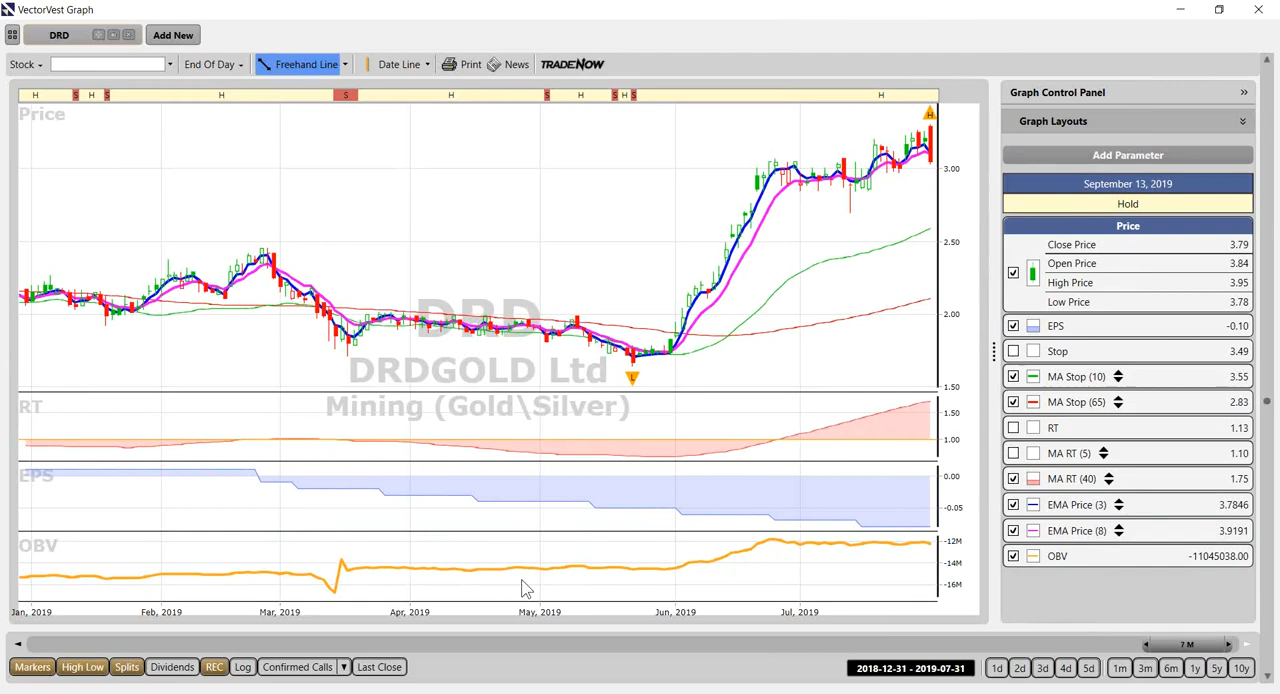 VectorVest Graph
DRD Add New
Stock End Of Day Freehand Line Date Line Print News TRADENOW
H S H S H S H S H S H S H
Price
H
3.00
2.50
2.00
1.50
L
DRD
DRDGOLD Ltd
Mining (Gold\Silver)
RT
1.50
1.00
EPS
0.00
-0.05
OBV
-12M
-14M
-16M
Jan, 2019 Feb, 2019 Mar, 2019 Apr, 2019 May, 2019 Jun, 2019 Jul, 2019
Graph Control Panel
Graph Layouts
Add Parameter
September 13, 2019
Hold
Price
Close Price 3.79
Open Price 3.84
High Price 3.95
Low Price 3.78
EPS -0.10
Stop 3.49
MA Stop (10) 3.55
MA Stop (65) 2.83
RT 1.13
MA RT (5) 1.10
MA RT (40) 1.75
EMA Price (3) 3.7846
EMA Price (8) 3.9191
OBV -11045038.00
7 M
Markers High Low Splits Dividends REC Log Confirmed Calls Last Close 2018-12-31 - 2019-07-31 1d 2d 3d 4d 5d 1m 3m 6m 1y 5y 10y